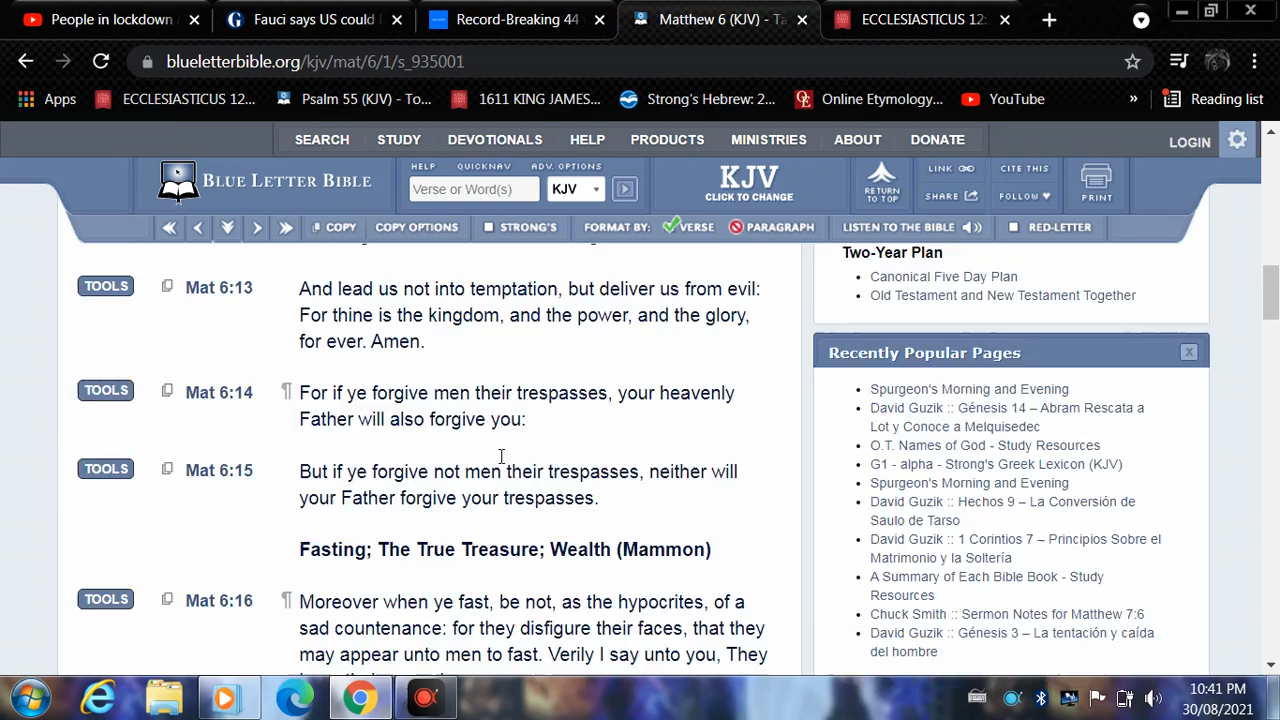 People in lockdown
Fauci says US could
Record-Breaking 44
Matthew 6 (KJV) - Ta
ECCLESIASTICUS 12:
blueletterbible.org/kjv/mat/6/1/s_935001
Apps
ECCLESIASTICUS 12...
Psalm 55 (KJV) - To...
1611 KING JAMES...
Strong's Hebrew: 2...
Online Etymology...
YouTube
»
Reading list
SEARCH
STUDY
DEVOTIONALS
HELP
PRODUCTS
MINISTRIES
ABOUT
DONATE
LOGIN
BLUE LETTER BIBLE
HELP
QUICKNAV
ADV. OPTIONS
Verse or Word(s)
KJV
KJV
CLICK TO CHANGE
RETURN
TO TOP
LINK
CITE THIS
SHARE
FOLLOW
PRINT
COPY
COPY OPTIONS
STRONG'S
FORMAT BY:
VERSE
PARAGRAPH
LISTEN TO THE BIBLE
RED-LETTER
TOOLS
Mat 6:13
And lead us not into temptation, but deliver us from evil:
For thine is the kingdom, and the power, and the glory,
for ever. Amen.
TOOLS
Mat 6:14
¶ For if ye forgive men their trespasses, your heavenly
Father will also forgive you:
TOOLS
Mat 6:15
But if ye forgive not men their trespasses, neither will
your Father forgive your trespasses.
Fasting; The True Treasure; Wealth (Mammon)
TOOLS
Mat 6:16
¶ Moreover when ye fast, be not, as the hypocrites, of a
sad countenance: for they disfigure their faces, that they
may appear unto men to fast. Verily I say unto you, They
Two-Year Plan
Canonical Five Day Plan
Old Testament and New Testament Together
Recently Popular Pages
X
Spurgeon's Morning and Evening
David Guzik :: Génesis 14 – Abram Rescata a
Lot y Conoce a Melquisedec
O.T. Names of God - Study Resources
G1 - alpha - Strong's Greek Lexicon (KJV)
Spurgeon's Morning and Evening
David Guzik :: Hechos 9 – La Conversión de
Saulo de Tarso
David Guzik :: 1 Corintios 7 – Principios Sobre el
Matrimonio y la Soltería
A Summary of Each Bible Book - Study
Resources
Chuck Smith :: Sermon Notes for Matthew 7:6
David Guzik :: Génesis 3 – La tentación y caída
del hombre
10:41 PM
30/08/2021